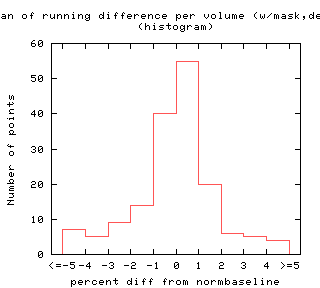 an of running difference per volume (w/mask,de
(histogram)
60
50
40
30
20
10
0
Number of points
<=-5 -4 -3 -2 -1 0 1 2 3 4 >=5
percent diff from normbaseline